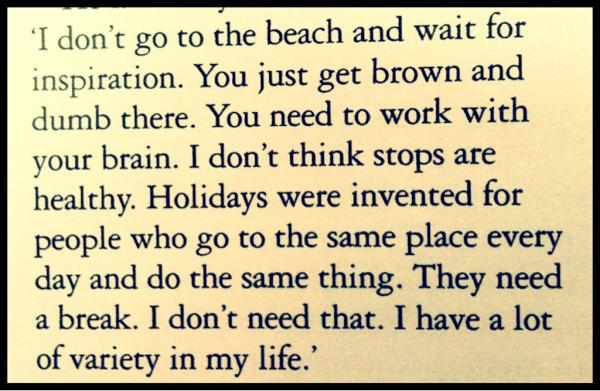 ‘I don’t go to the beach and wait for
inspiration. You just get brown and
dumb there. You need to work with
your brain. I don’t think stops are
healthy. Holidays were invented for
people who go to the same place every
day and do the same thing. They need
a break. I don’t need that. I have a lot
of variety in my life.’